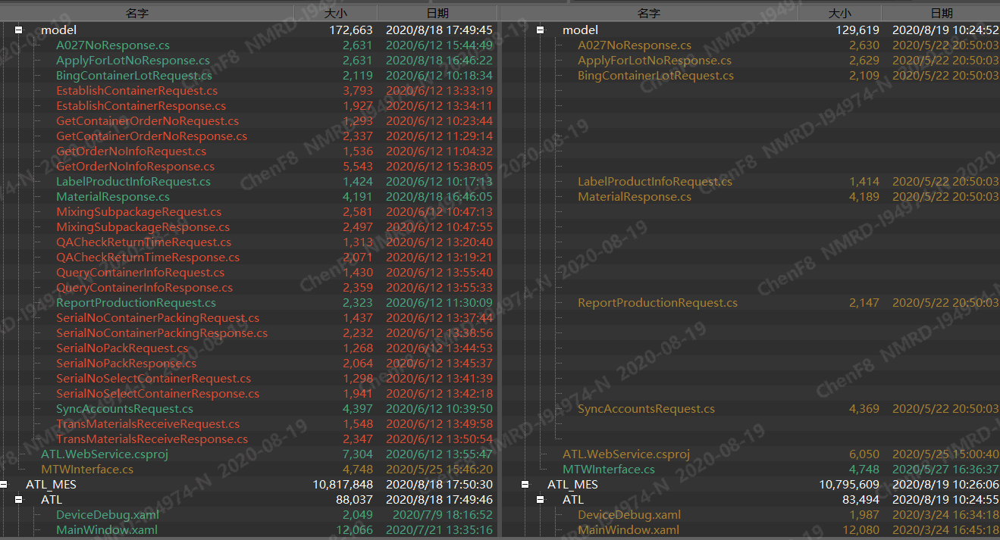 名字 大小 日期 名字 大小 日期
model 172,663 2020/8/18 17:49:45 model 129,619 2020/8/19 10:24:52
A027NoResponse.cs 2,631 2020/6/12 15:44:49 A027NoResponse.cs 2,630 2020/5/22 20:50:03
ApplyForLotNoResponse.cs 2,631 2020/8/18 16:46:22 ApplyForLotNoResponse.cs 2,629 2020/5/22 20:50:03
BingContainerLotRequest.cs 2,119 2020/6/12 10:18:34 BingContainerLotRequest.cs 2,109 2020/5/22 20:50:03
EstablishContainerRequest.cs 3,793 2020/6/12 13:33:19
EstablishContainerResponse.cs 1,927 2020/6/12 13:34:11
GetContainerOrderNoRequest.cs 1,293 2020/6/12 10:23:44
GetContainerOrderNoResponse.cs 2,337 2020/6/12 11:29:14
GetOrderNoInfoRequest.cs 1,536 2020/6/12 11:04:32
GetOrderNoInfoResponse.cs 5,543 2020/6/12 15:38:05
LabelProductInfoRequest.cs 1,424 2020/6/12 10:17:13 LabelProductInfoRequest.cs 1,414 2020/5/22 20:50:03
MaterialResponse.cs 4,191 2020/8/18 16:46:05 MaterialResponse.cs 4,189 2020/5/22 20:50:03
MixingSubpackageRequest.cs 2,581 2020/6/12 10:47:13
MixingSubpackageResponse.cs 2,497 2020/6/12 10:47:55
QACheckReturnTimeRequest.cs 1,313 2020/6/12 13:20:40
QACheckReturnTimeResponse.cs 2,071 2020/6/12 13:19:21
QueryContainerInfoRequest.cs 1,430 2020/6/12 13:55:40
QueryContainerInfoResponse.cs 2,359 2020/6/12 13:55:33
ReportProductionRequest.cs 2,323 2020/6/12 11:30:09 ReportProductionRequest.cs 2,147 2020/5/22 20:50:03
SerialNoContainerPackingRequest.cs 1,437 2020/6/12 13:37:44
SerialNoContainerPackingResponse.cs 2,232 2020/6/12 13:38:56
SerialNoPackRequest.cs 1,268 2020/6/12 13:44:53
SerialNoPackResponse.cs 2,064 2020/6/12 13:45:37
SerialNoSelectContainerRequest.cs 1,298 2020/6/12 13:41:39
SerialNoSelectContainerResponse.cs 1,941 2020/6/12 13:42:18
SyncAccountsRequest.cs 4,397 2020/6/12 10:39:50 SyncAccountsRequest.cs 4,369 2020/5/22 20:50:03
TransMaterialsReceiveRequest.cs 1,548 2020/6/12 13:49:58
TransMaterialsReceiveResponse.cs 2,347 2020/6/12 13:50:54
ATL.WebService.csproj 7,304 2020/6/12 13:55:47 ATL.WebService.csproj 6,050 2020/5/25 15:00:40
MTWInterface.cs 4,748 2020/5/25 15:46:20 MTWInterface.cs 4,748 2020/5/27 16:36:37
ATL_MES 10,817,848 2020/8/18 17:50:30 ATL_MES 10,795,609 2020/8/19 10:26:06
ATL 88,037 2020/8/18 17:49:46 ATL 83,494 2020/8/19 10:24:55
DeviceDebug.xaml 2,049 2020/7/9 18:16:52 DeviceDebug.xaml 1,987 2020/3/24 16:34:18
MainWindow.xaml 12,066 2020/7/21 13:35:16 MainWindow.xaml 12,080 2020/3/24 16:45:18
ChenF8 NMRD-I94974-N 2020-08-19